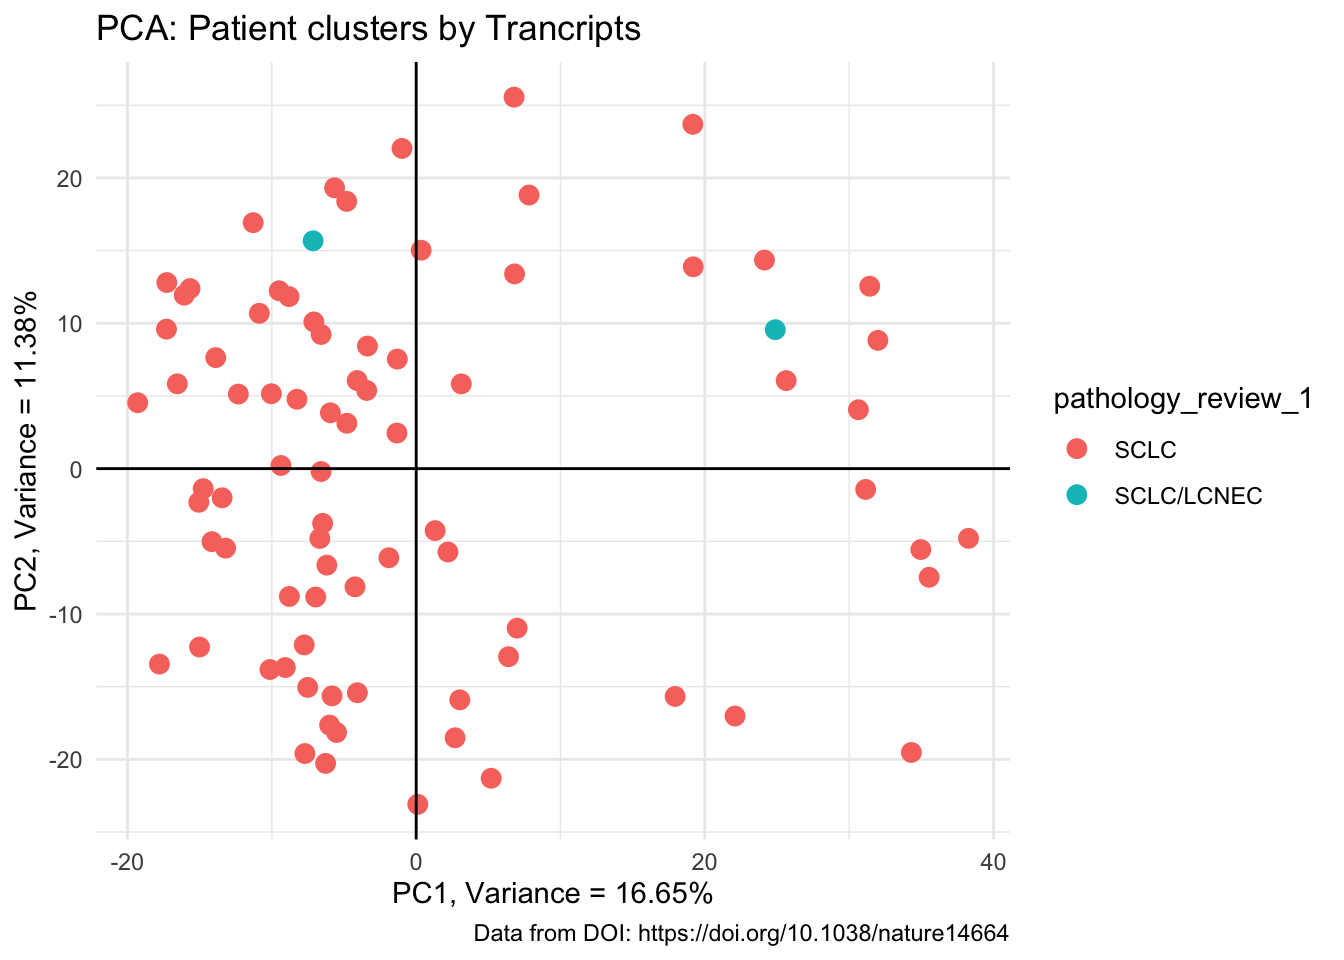 PCA: Patient clusters by Trancripts
PC2, Variance = 11.38%
20
10
0
-10
-20
-20 0 20 40
PC1, Variance = 16.65%
pathology_review_1
SCLC
SCLC/LCNEC
Data from DOI: https://doi.org/10.1038/nature14664